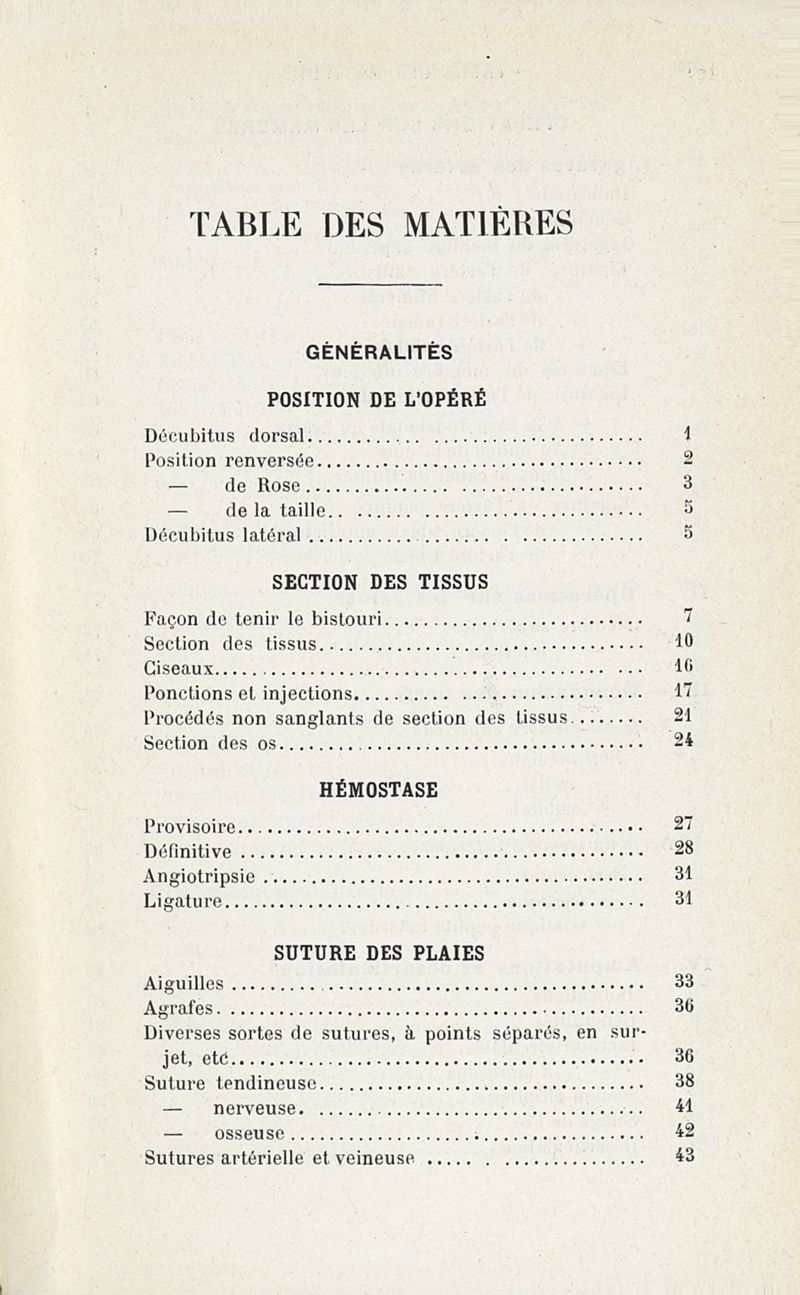 TABLE DES MATIÈRES
GÉNÉRALITÉS
POSITION DE L'OPÉRÉ
Décubitus dorsal........................................ 1
Position renversée...................................... 2
— de Rose...................................... 3
— de la taille.................................. 5
Décubitus latéral....................................... 5
SECTION DES TISSUS
Façon de tenir le bistouri.............................. 7
Section des tissus...................................... 10
Ciseaux................................................. 16
Ponctions et injections................................. 17
Procédés non sanglants de section des tissus........ 21
Section des os.......................................... 24
HÉMOSTASE
Provisoire.............................................. 27
Définitive.............................................. 28
Angiotripsie............................................ 31
Ligature................................................ 31
SUTURE DES PLAIES
Aiguilles............................................... 33
Agrafes................................................. 36
Diverses sortes de sutures, à points séparés, en sur-
jet, etc................................................ 36
Suture tendineuse....................................... 38
— nerveuse..................................... 41
— osseuse...................................... 42
Sutures artérielle et veineuse.......................... 43